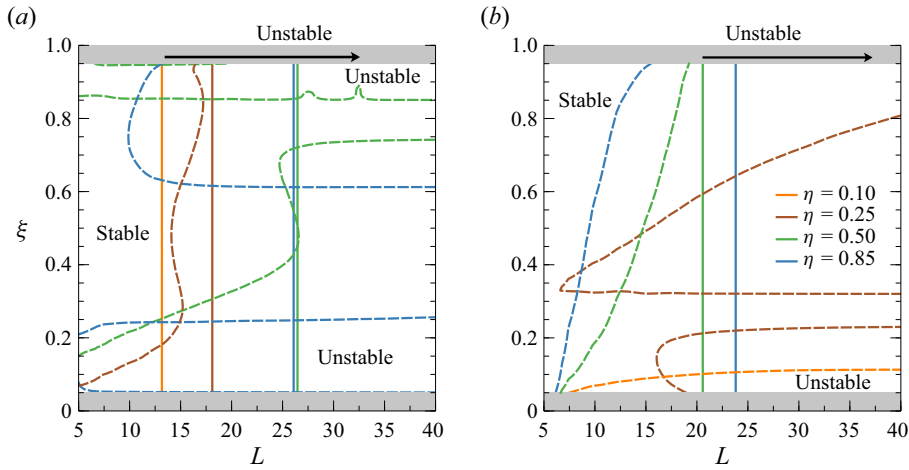 (a)
Unstable
1.0
Unstable
0.8
0.6
ξ
Stable
0.4
0.2
Unstable
0
5 10 15 20 25 30 35 40
L
(b)
Unstable
1.0
Stable
0.8
0.6
η = 0.10
η = 0.25
η = 0.50
η = 0.85
0.4
0.2
Unstable
0
5 10 15 20 25 30 35 40
L